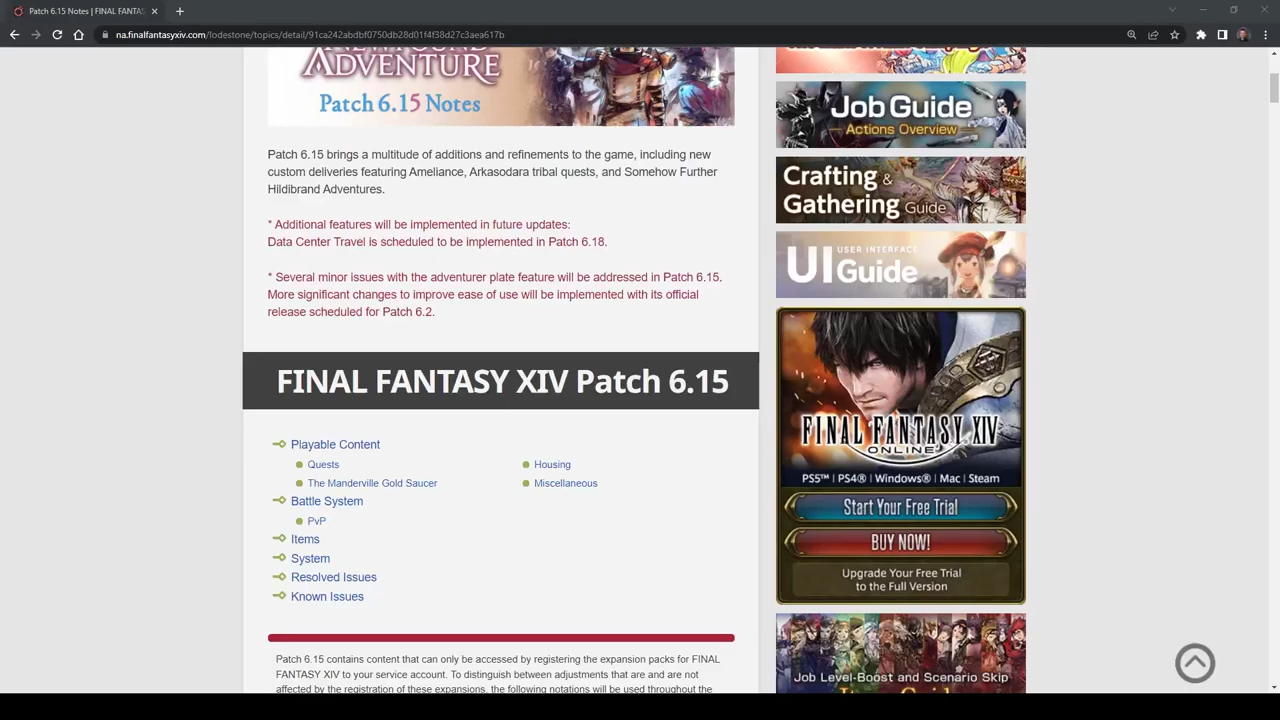 Patch 6.15 Notes | FINAL FANTAS
na.finalfantasyxiv.com/lodestone/topics/detail/91ca242abdbf0750db28d01f4f38d27c3aea617b
NEWFOUND
ADVENTURE
Patch 6.15 Notes
Patch 6.15 brings a multitude of additions and refinements to the game, including new
custom deliveries featuring Ameliance, Arkasodara tribal quests, and Somehow Further
Hildibrand Adventures.
* Additional features will be implemented in future updates:
Data Center Travel is scheduled to be implemented in Patch 6.18.
* Several minor issues with the adventurer plate feature will be addressed in Patch 6.15.
More significant changes to improve ease of use will be implemented with its official
release scheduled for Patch 6.2.
FINAL FANTASY XIV Patch 6.15
Playable Content
Quests
Housing
The Manderville Gold Saucer
Miscellaneous
Battle System
PvP
Items
System
Resolved Issues
Known Issues
Patch 6.15 contains content that can only be accessed by registering the expansion packs for FINAL
FANTASY XIV to your service account. To distinguish between adjustments that are and are not
affected by the registration of these expansions, the following notations will be used throughout the
Job Guide
Actions Overview
Crafting &
Gathering Guide
UI USER INTERFACE
Guide
FINAL FANTASY XIV
ONLINE
PS5™ | PS4® | Windows® | Mac | Steam
Start Your Free Trial
BUY NOW!
Upgrade Your Free Trial
to the Full Version
Job Level-Boost and Scenario Skip